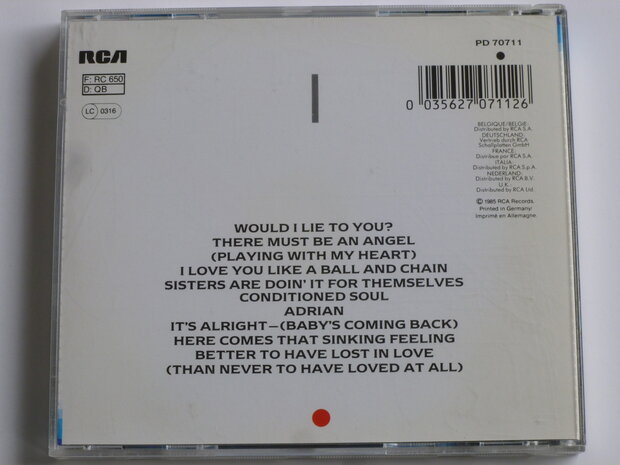 RCA
F: RC 650
D: QB
LC 0316
PD 70711
0 035627 071126
BELGIQUE/BELGIE:
Distributed by RCA S.A.
DEUTSCHLAND:
Vertrieb durch RCA
Schallplatten GmbH
FRANCE:
Distribue par RCA S.A.
ITALIA:
Distributed by RCA S.p.A.
NEDERLAND:
Distributed by RCA B.V.
U.K.
Distributed by RCA Ltd.
© 1985 RCA Records.
Printed in Germany/
Imprimé en Allemagne.
WOULD I LIE TO YOU?
THERE MUST BE AN ANGEL
(PLAYING WITH MY HEART)
I LOVE YOU LIKE A BALL AND CHAIN
SISTERS ARE DOIN' IT FOR THEMSELVES
CONDITIONED SOUL
ADRIAN
IT'S ALRIGHT—(BABY'S COMING BACK)
HERE COMES THAT SINKING FEELING
BETTER TO HAVE LOST IN LOVE
(THAN NEVER TO HAVE LOVED AT ALL)